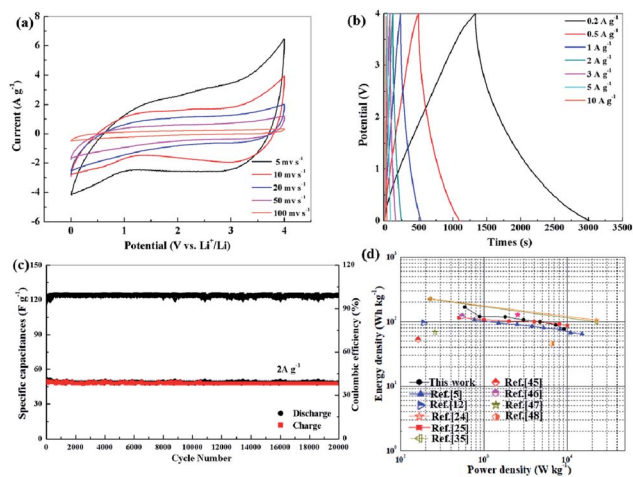 (a)
Current (A g-1)
8
6
4
2
0
-2
-4
-6
5 mv s-1
10 mv s-1
20 mv s-1
50 mv s-1
100 mv s-1
0 1 2 3 4
Potential (V vs. Li+/Li)
(b)
Potential (V)
4
3
2
1
0
0.2 A g-1
0.5 A g-1
1 A g-1
2 A g-1
3 A g-1
5 A g-1
10 A g-1
0 500 1000 1500 2000 2500 3000 3500
Times (s)
(c)
Specific capacitances (F g-1)
150
120
90
60
30
0
2A g-1
Discharge
Charge
120
90
60
30
0
Coulombic efficiency (%)
0 2000 4000 6000 8000 10000 12000 14000 16000 18000 20000
Cycle Number
(d)
Energy density (Wh kg-1)
This work
Ref.[5]
Ref.[12]
Ref.[24]
Ref.[25]
Ref.[35]
Ref.[45]
Ref.[46]
Ref.[47]
Ref.[48]
Power density (W kg-1)